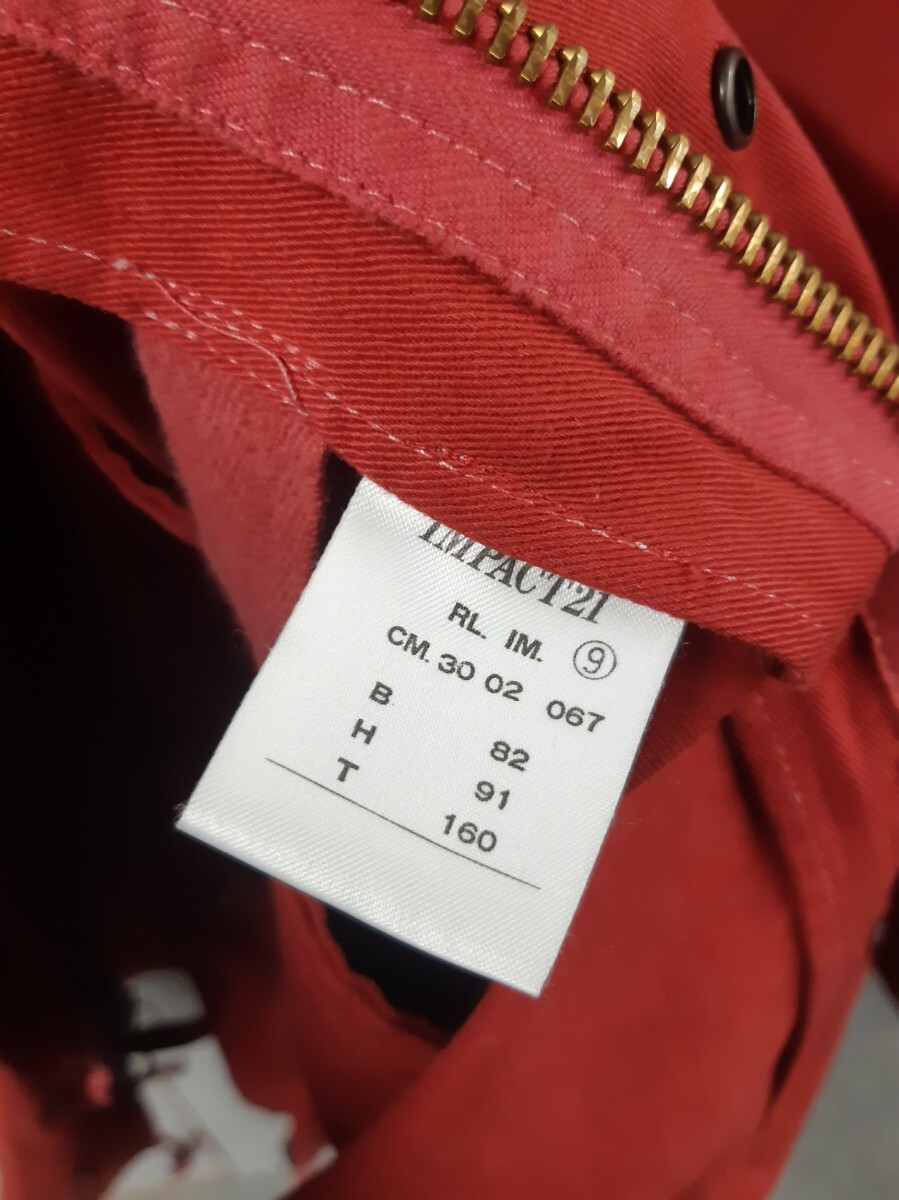 IMPACT21
RL. IM. ⑨
CM. 30 02 067
B 82
H 91
T 160